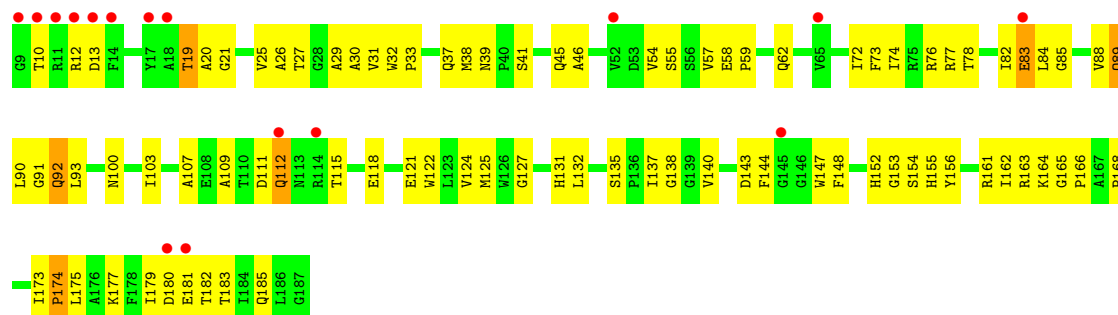 G9 T10 R11 R12 D13 F14 Y17 A18 T19 A20 G21 V25 A26 T27 G28 A29 A30 V31 W32 P33 Q37 M38 N39 P40 S41 Q45 A46 V52 D53 V54 S55 S56 V57 E58 P59 Q62 V65 I72 F73 I74 R75 R76 R77 T78 I82 E83 L84 G85 V88
L90 G91 Q92 L93 N100 I103 A107 E108 A109 T110 D111 Q112 N113 R114 T115 E118 E121 W122 L123 V124 M125 W126 G127 H131 L132 S135 P136 I137 G138 G139 V140 D143 F144 G145 G146 W147 F148 H152 G153 S154 H155 Y156 R161 I162 R163 K164 G165 P166 A167
I173 P174 L175 A176 K177 F178 I179 D180 E181 T182 T183 I184 Q185 L186 G187